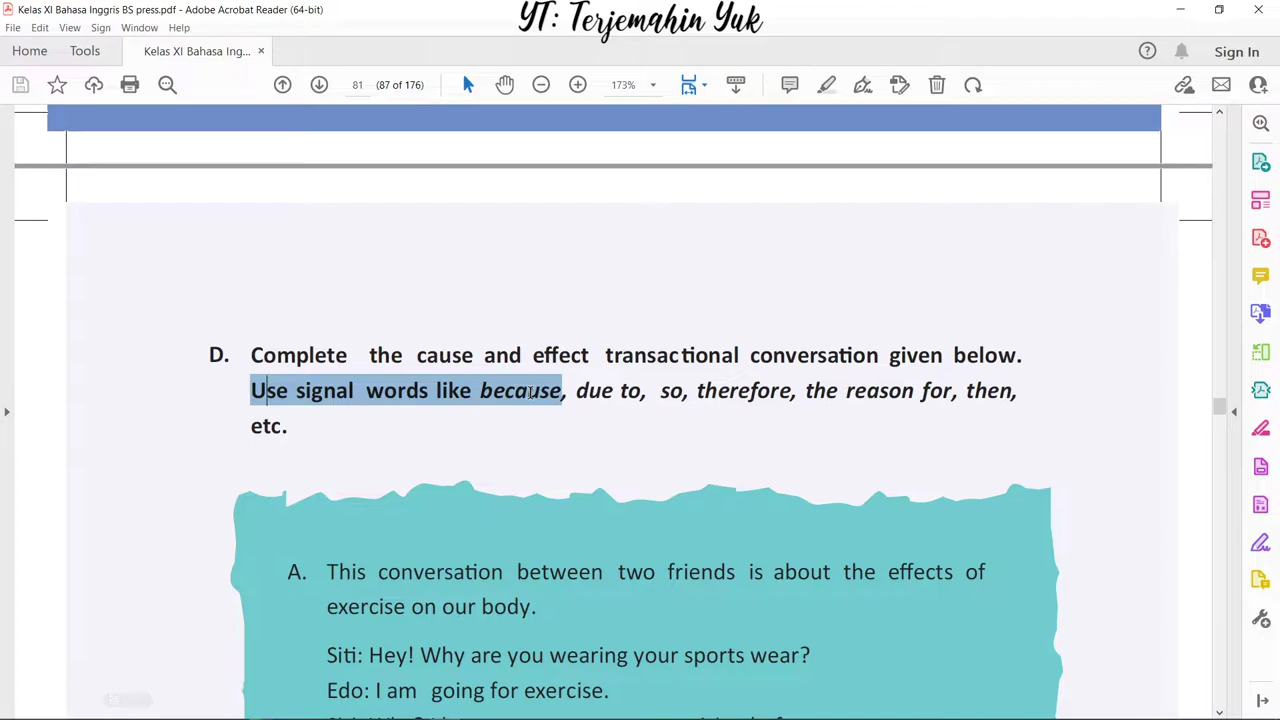 Kelas XI Bahasa Inggris BS press.pdf - Adobe Acrobat Reader (64-bit)
YT: Terjemahin Yuk
File Edit View Sign Window Help
Home Tools Kelas XI Bahasa Ing... × Sign In
81 (87 of 176) 173%
D. Complete the cause and effect transactional conversation given below.
Use signal words like because, due to, so, therefore, the reason for, then,
etc.
A. This conversation between two friends is about the effects of
exercise on our body.
Siti: Hey! Why are you wearing your sports wear?
Edo: I am going for exercise.